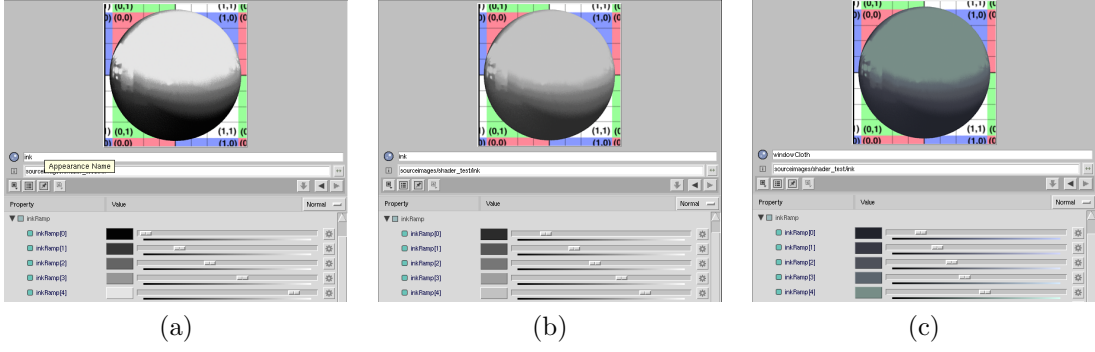 (0,1) (1,1)
(0,0) (1,0)
(0,1) (1,1)
(0,0) (1,0)
ink
Appearance Name
Property Value Normal
inkRamp
inkRamp[0]
inkRamp[1]
inkRamp[2]
inkRamp[3]
inkRamp[4]
(a)
(0,1) (1,1)
(0,0) (1,0)
(0,1) (1,1)
(0,0) (1,0)
ink
sourceimages/shader_test/ink
Property Value Normal
inkRamp
inkRamp[0]
inkRamp[1]
inkRamp[2]
inkRamp[3]
inkRamp[4]
(b)
(0,1) (1,1)
(0,0) (1,0)
(0,1) (1,1)
(0,0) (1,0)
windowCloth
sourceimages/shader_test/ink
Property Value Normal
inkRamp
inkRamp[0]
inkRamp[1]
inkRamp[2]
inkRamp[3]
inkRamp[4]
(c)